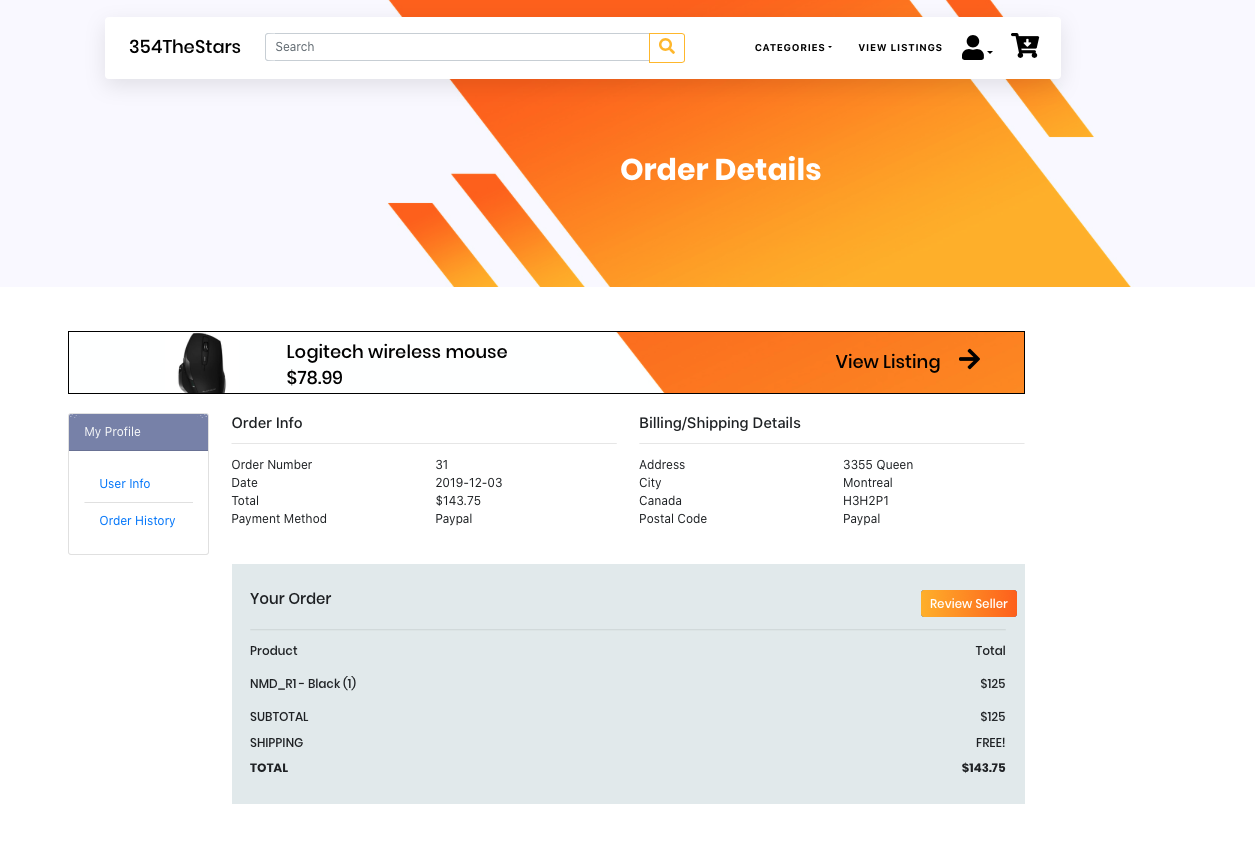 354TheStars
Search
CATEGORIES
VIEW LISTINGS
Order Details
Logitech wireless mouse
$78.99
View Listing
My Profile
User Info
Order History
Order Info
Order Number 31
Date 2019-12-03
Total $143.75
Payment Method Paypal
Billing/Shipping Details
Address 3355 Queen
City Montreal
Canada H3H2P1
Postal Code Paypal
Your Order
Review Seller
Product Total
NMD_R1 - Black (1) $125
SUBTOTAL $125
SHIPPING FREE!
TOTAL $143.75